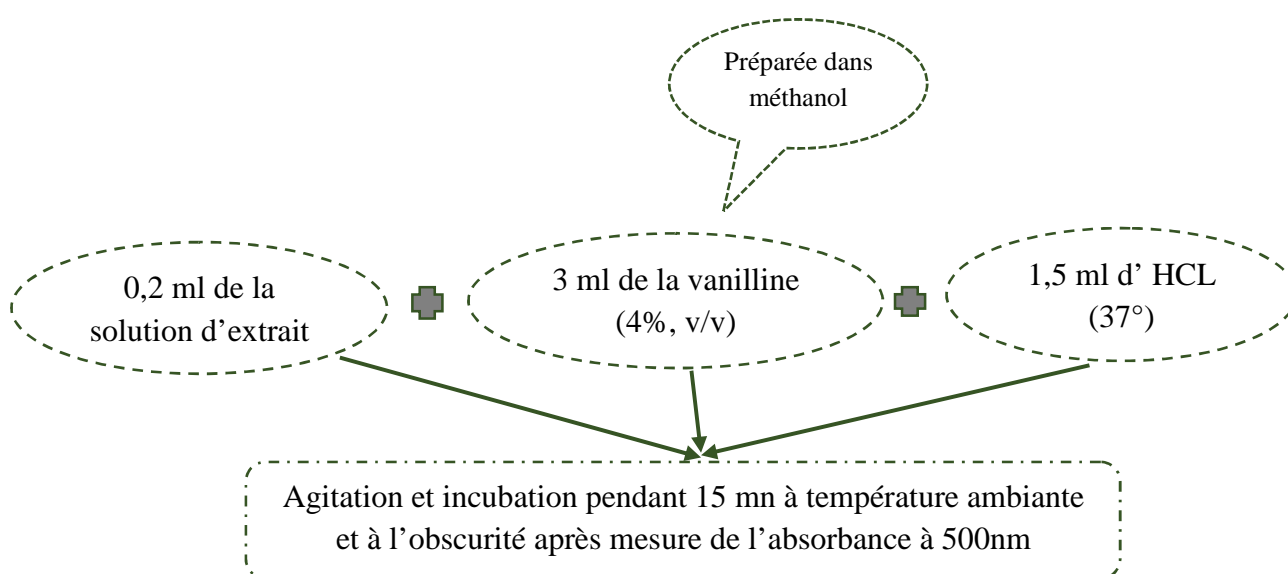 Préparée dans
méthanol
0,2 ml de la
solution d’extrait
3 ml de la vanilline
(4%, v/v)
1,5 ml d’ HCL
(37°)
Agitation et incubation pendant 15 mn à température ambiante
et à l’obscurité après mesure de l’absorbance à 500nm